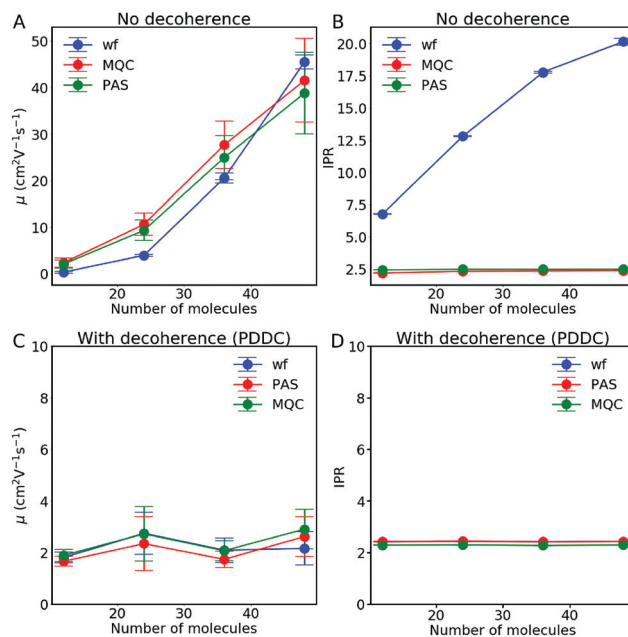 A
No decoherence
wf
MQC
PAS
μ (cm²V⁻¹s⁻¹)
50
40
30
20
10
0
20
30
40
Number of molecules
B
No decoherence
wf
MQC
PAS
IPR
20.0
17.5
15.0
12.5
10.0
7.5
5.0
2.5
20
30
40
Number of molecules
C
With decoherence (PDDC)
wf
PAS
MQC
μ (cm²V⁻¹s⁻¹)
10
8
6
4
2
0
20
30
40
Number of molecules
D
With decoherence (PDDC)
wf
PAS
MQC
IPR
10
8
6
4
2
0
20
30
40
Number of molecules